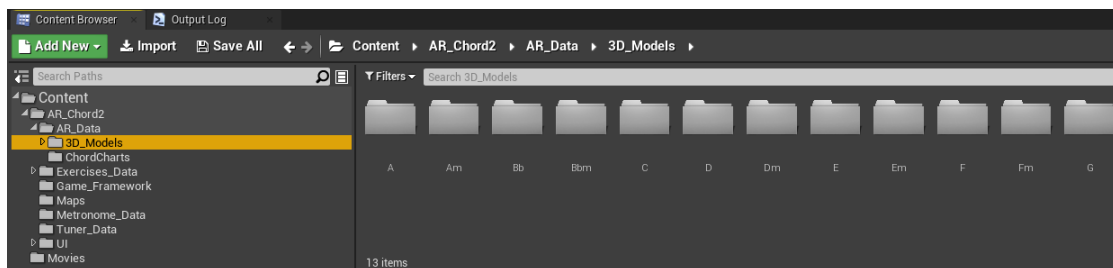 Content Browser Output Log
Add New Import Save All Content AR_Chord2 AR_Data 3D_Models
Search Paths
Filters Search 3D_Models
Content
AR_Chord2
AR_Data
3D_Models
ChordCharts
Exercises_Data
Game_Framework
Maps
Metronome_Data
Tuner_Data
UI
Movies
A Am Bb Bbm C D Dm E Em F Fm G
13 items